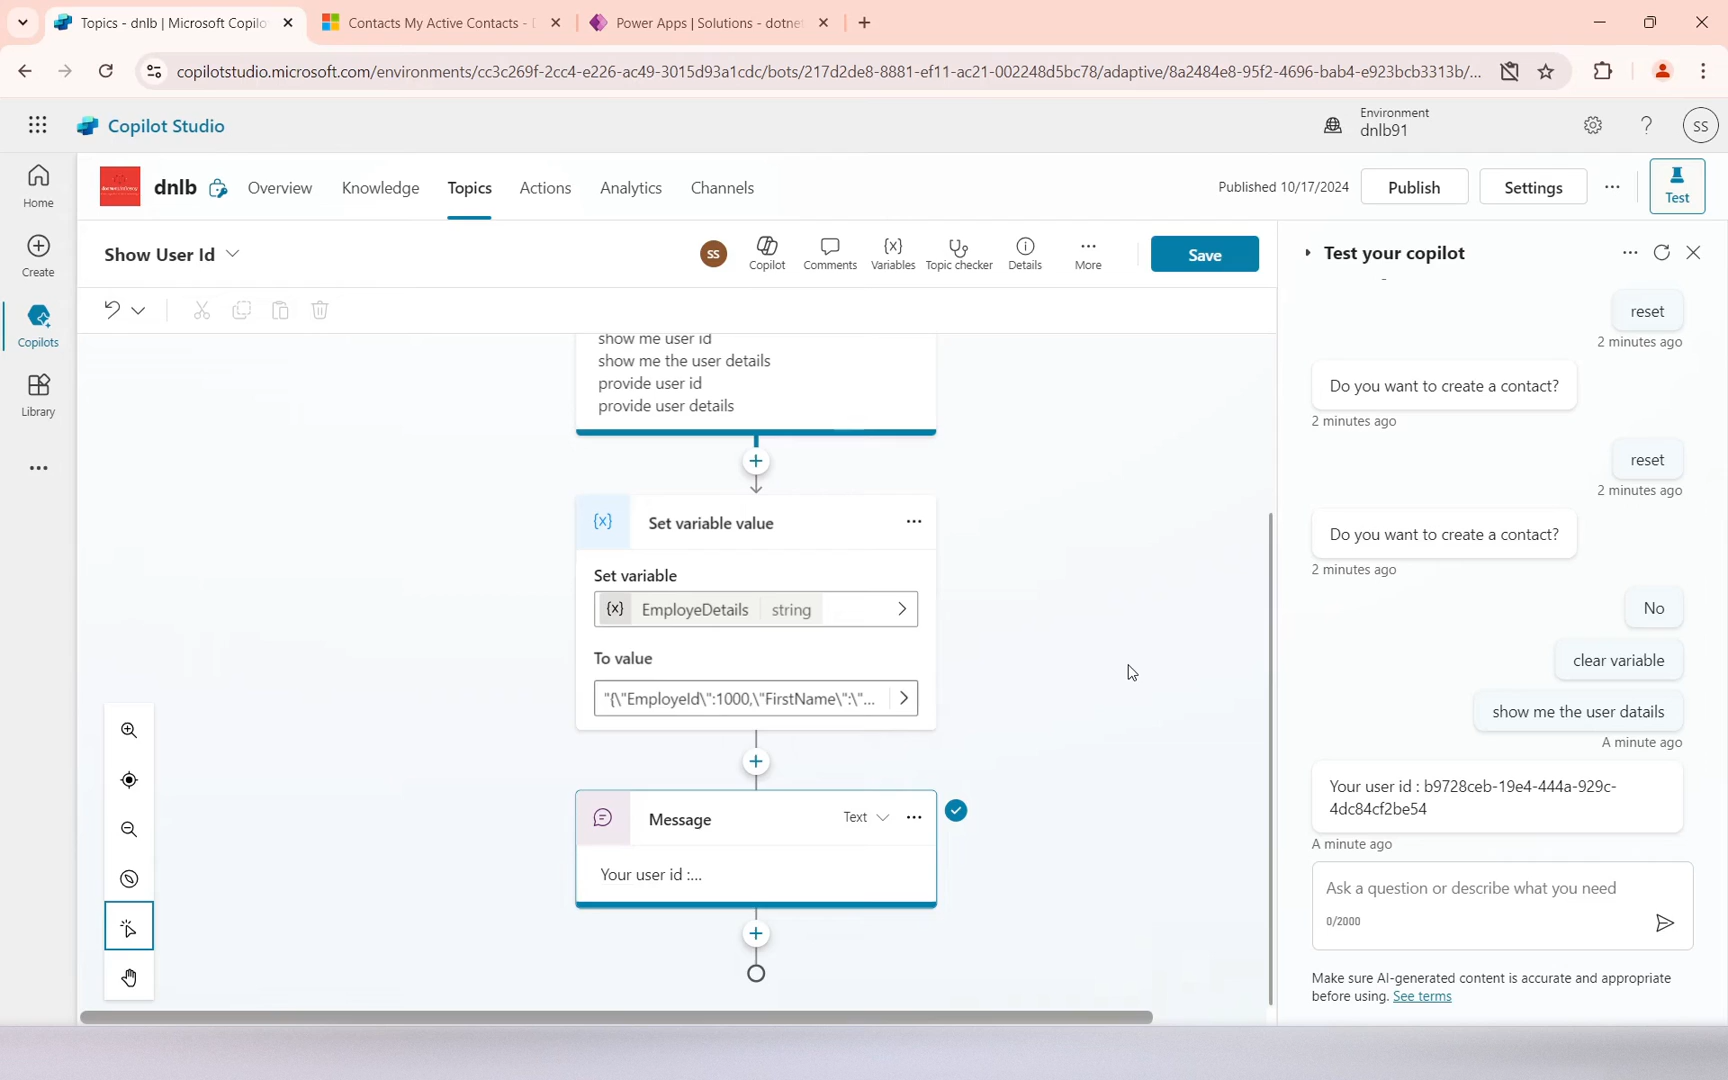 Topics - dnlb | Microsoft Copilo
Contacts My Active Contacts -
Power Apps | Solutions - dotne
copilotstudio.microsoft.com/environments/cc3c269f-2cc4-e226-ac49-3015d93a1cdc/bots/217d2de8-8881-ef11-ac21-002248d5bc78/adaptive/8a2484e8-95f2-4696-bab4-e923bcb3313b/...
Copilot Studio
Environment
dnlb91
SS
Home
Create
Copilots
Library
dnlb
Overview
Knowledge
Topics
Actions
Analytics
Channels
Published 10/17/2024
Publish
Settings
Test
Show User Id
SS
Copilot
Comments
Variables
Topic checker
Details
More
Save
show me user id
show me the user details
provide user id
provide user details
Set variable value
Set variable
{x} EmployeDetails string
To value
"{\"EmployeId\":1000,\"FirstName\":\"...
Message
Text
Your user id :...
Test your copilot
reset
2 minutes ago
Do you want to create a contact?
2 minutes ago
reset
2 minutes ago
Do you want to create a contact?
2 minutes ago
No
clear variable
show me the user datails
A minute ago
Your user id : b9728ceb-19e4-444a-929c-
4dc84cf2be54
A minute ago
Ask a question or describe what you need
0/2000
Make sure AI-generated content is accurate and appropriate
before using. See terms